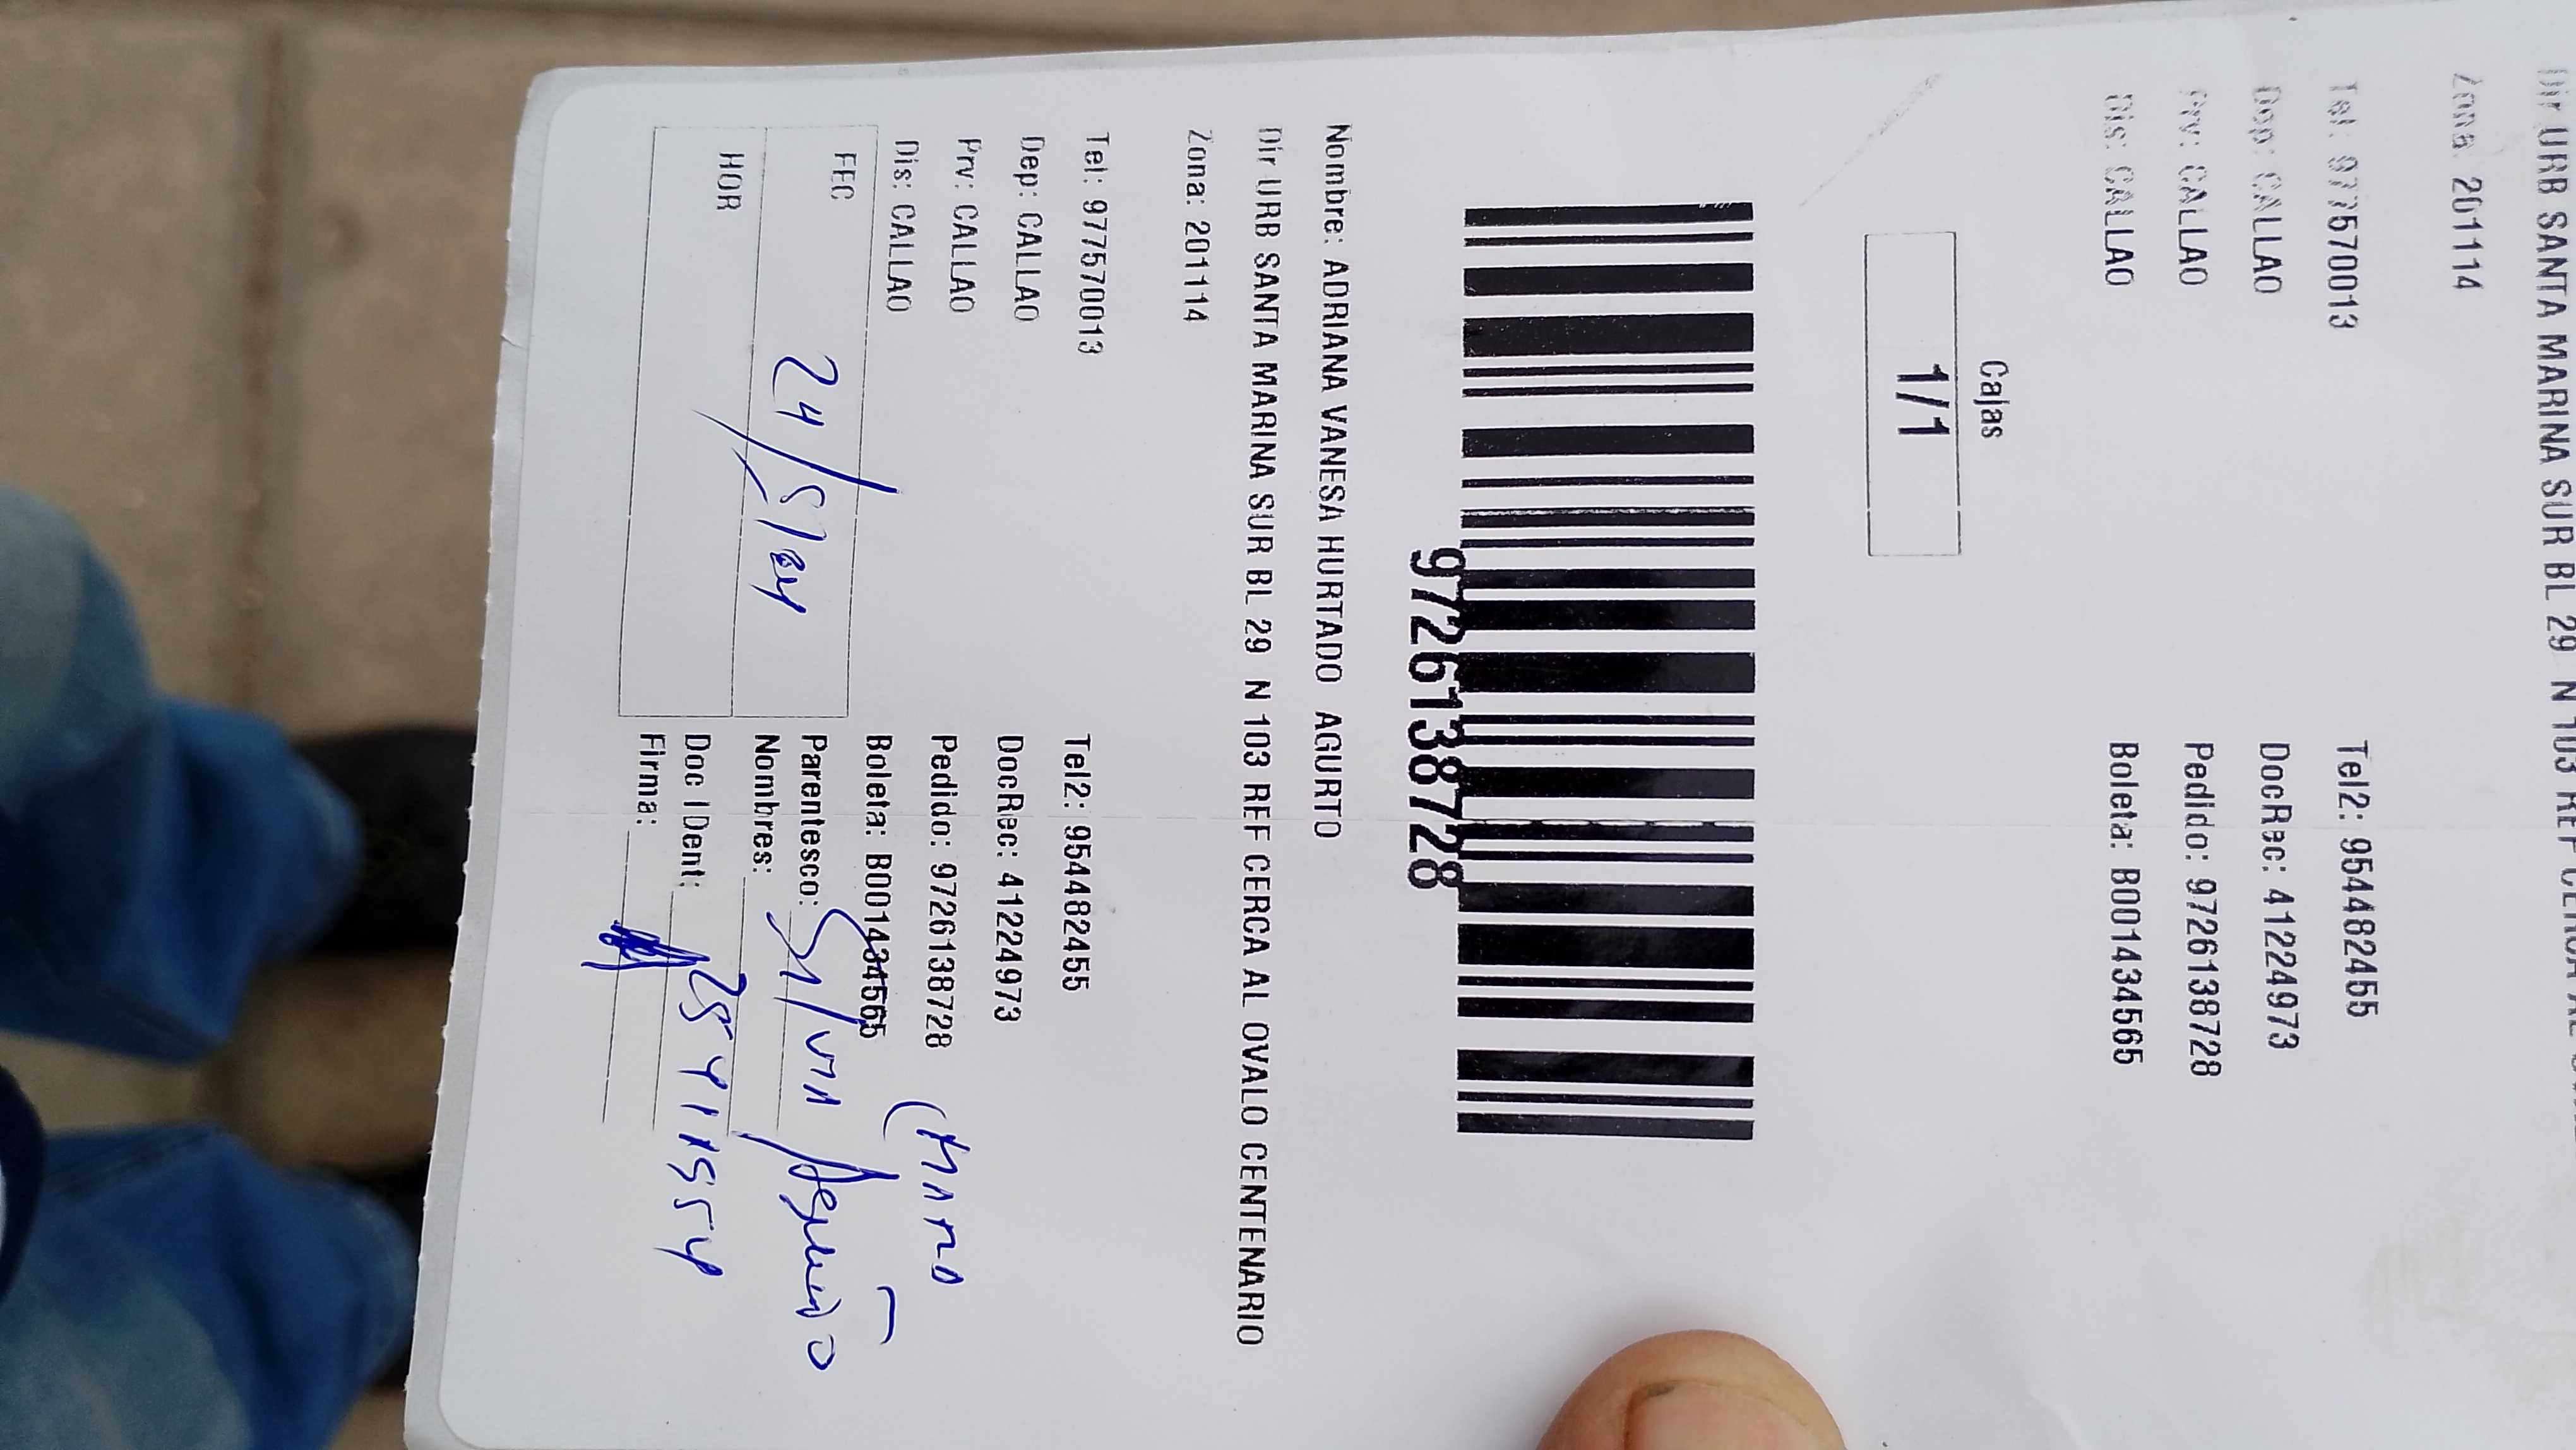 Dir URB SANTA MARINA SUR BL 29 N 103 REF CERCA AL
Zona: 201114
Tel: 977570013 Tel2: 954482455
Dep: CALLAO DocRec: 41224973
Prv: CALLAO Pedido: 9726138728
Dis: CALLAO Boleta: B001434565
Cajas
1/1
9726138728
Nombre: ADRIANA VANESA HURTADO AGURTO
Dir URB SANTA MARINA SUR BL 29 N 103 REF CERCA AL OVALO CENTENARIO
Zona: 201114
Tel: 977570013 Tel2: 954482455
Dep: CALLAO DocRec: 41224973
Prv: CALLAO Pedido: 9726138728
Dis: CALLAO Boleta: B001434565
FEC 24/5/24 Parentesco:
HOR Nombres: Silvia
Doc IDent:
Firma: